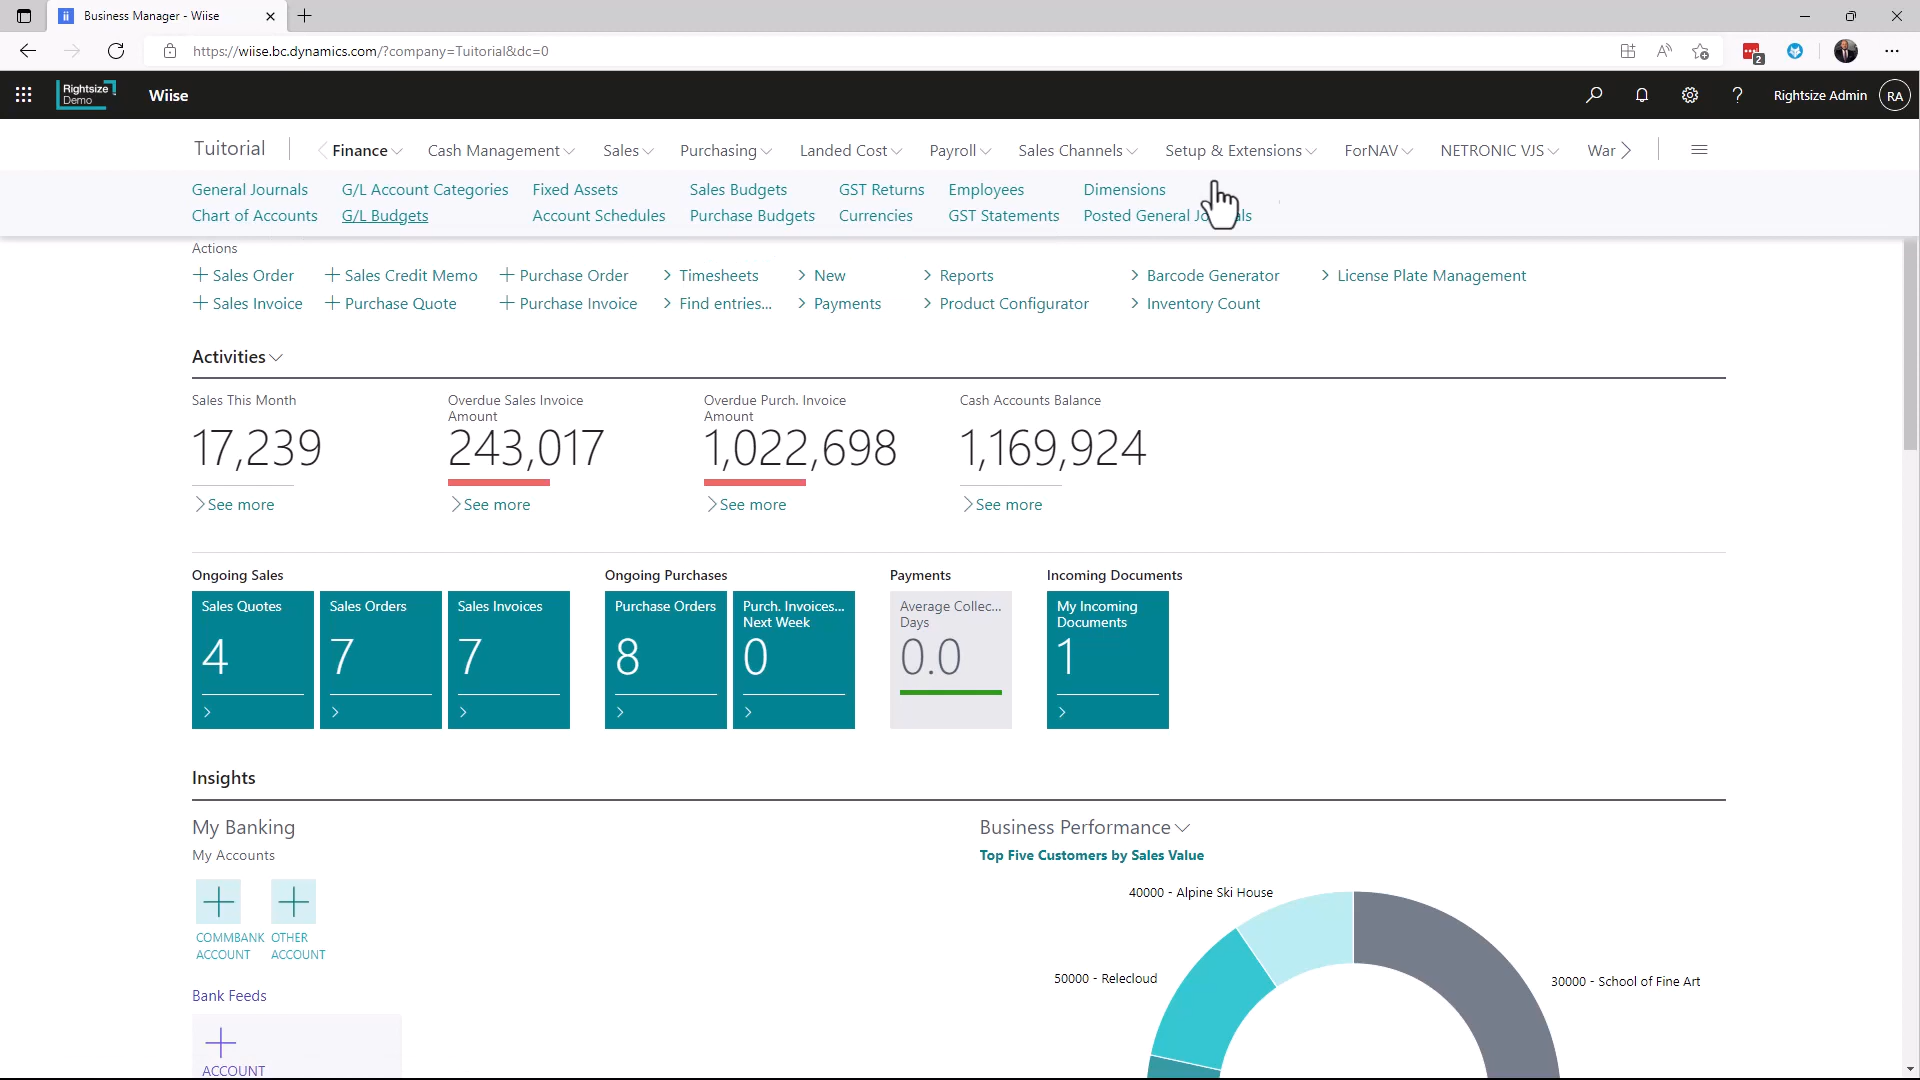 Business Manager - Wiise
https://wiise.bc.dynamics.com/?company=Tuitorial&dc=0
2
Rightsize
Demo
Wiise
?
Rightsize Admin
RA
Tuitorial
Finance Cash Management Sales Purchasing Landed Cost Payroll Sales Channels Setup & Extensions ForNAV NETRONIC VJS War
General Journals G/L Account Categories Fixed Assets Sales Budgets GST Returns Employees Dimensions
Chart of Accounts G/L Budgets Account Schedules Purchase Budgets Currencies GST Statements Posted General
Actions
+ Sales Order + Sales Credit Memo + Purchase Order > Timesheets > New > Reports > Barcode Generator > License Plate Management
+ Sales Invoice + Purchase Quote + Purchase Invoice > Find entries... > Payments > Product Configurator > Inventory Count
Activities
Sales This Month
17,239
>See more
Overdue Sales Invoice
Amount
243,017
>See more
Overdue Purch. Invoice
Amount
1,022,698
>See more
Cash Accounts Balance
1,169,924
>See more
Ongoing Sales
Sales Quotes
4
Sales Orders
7
Sales Invoices
7
Ongoing Purchases
Purchase Orders
8
Purch. Invoices...
Next Week
0
Payments
Average Collec...
Days
0.0
Incoming Documents
My Incoming
Documents
1
Insights
My Banking
My Accounts
COMMBANK
ACCOUNT
OTHER
ACCOUNT
Bank Feeds
ACCOUNT
Business Performance
Top Five Customers by Sales Value
40000 - Alpine Ski House
50000 - Relecloud
30000 - School of Fine Art